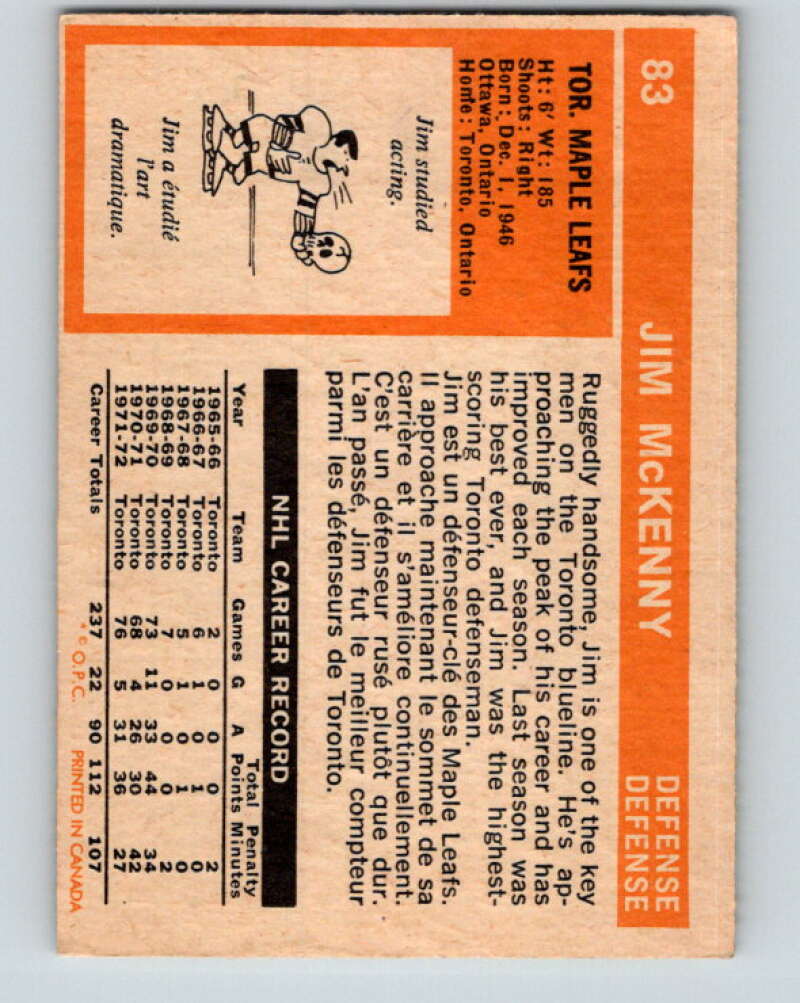 83
JIM McKENNY
DEFENSE
DEFENSE
TOR. MAPLE LEAFS
Ht: 6' Wt: 185
Shoots: Right
Born: Dec. 1, 1946
Ottawa, Ontario
Home: Toronto, Ontario
Jim studied
acting.
Jim a étudié
l'art
dramatique.
Ruggedly handsome, Jim is one of the key
men on the Toronto blueline. He's ap-
proaching the peak of his career and has
improved each season. Last season was
his best ever, and Jim was the highest-
scoring Toronto defenseman.
Jim est un défenseur-clé des Maple Leafs.
Il approche maintenant le sommet de sa
carrière et il s'améliore continuellement.
C'est un défenseur rusé plutôt que dur.
L'an passé, Jim fut le meilleur compteur
parmi les défenseurs de Toronto.
NHL CAREER RECORD
Total Penalty
Year Team Games G A Points Minutes
1965-66 Toronto 2 0 0 0 2
1966-67 Toronto 6 1 0 1 0
1967-68 Toronto 5 1 0 1 0
1968-69 Toronto 7 0 0 0 2
1969-70 Toronto 73 11 33 44 34
1970-71 Toronto 68 4 26 30 42
1971-72 Toronto 76 5 31 36 27
Career Totals 237 22 90 112 107
* © O.P.C. PRINTED IN CANADA